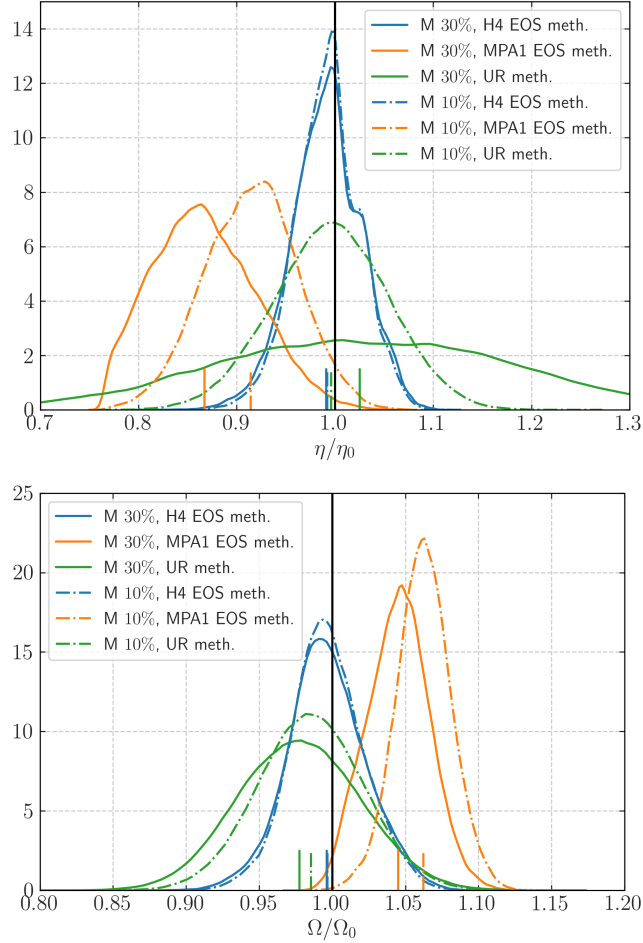 14
12
10
8
6
4
2
0
M 30%, H4 EOS meth.
M 30%, MPA1 EOS meth.
M 30%, UR meth.
M 10%, H4 EOS meth.
M 10%, MPA1 EOS meth.
M 10%, UR meth.
0.7 0.8 0.9 1.0 1.1 1.2 1.3
η/η₀
25
20
15
10
5
0
M 30%, H4 EOS meth.
M 30%, MPA1 EOS meth.
M 30%, UR meth.
M 10%, H4 EOS meth.
M 10%, MPA1 EOS meth.
M 10%, UR meth.
0.80 0.85 0.90 0.95 1.00 1.05 1.10 1.15 1.20
Ω/Ω₀